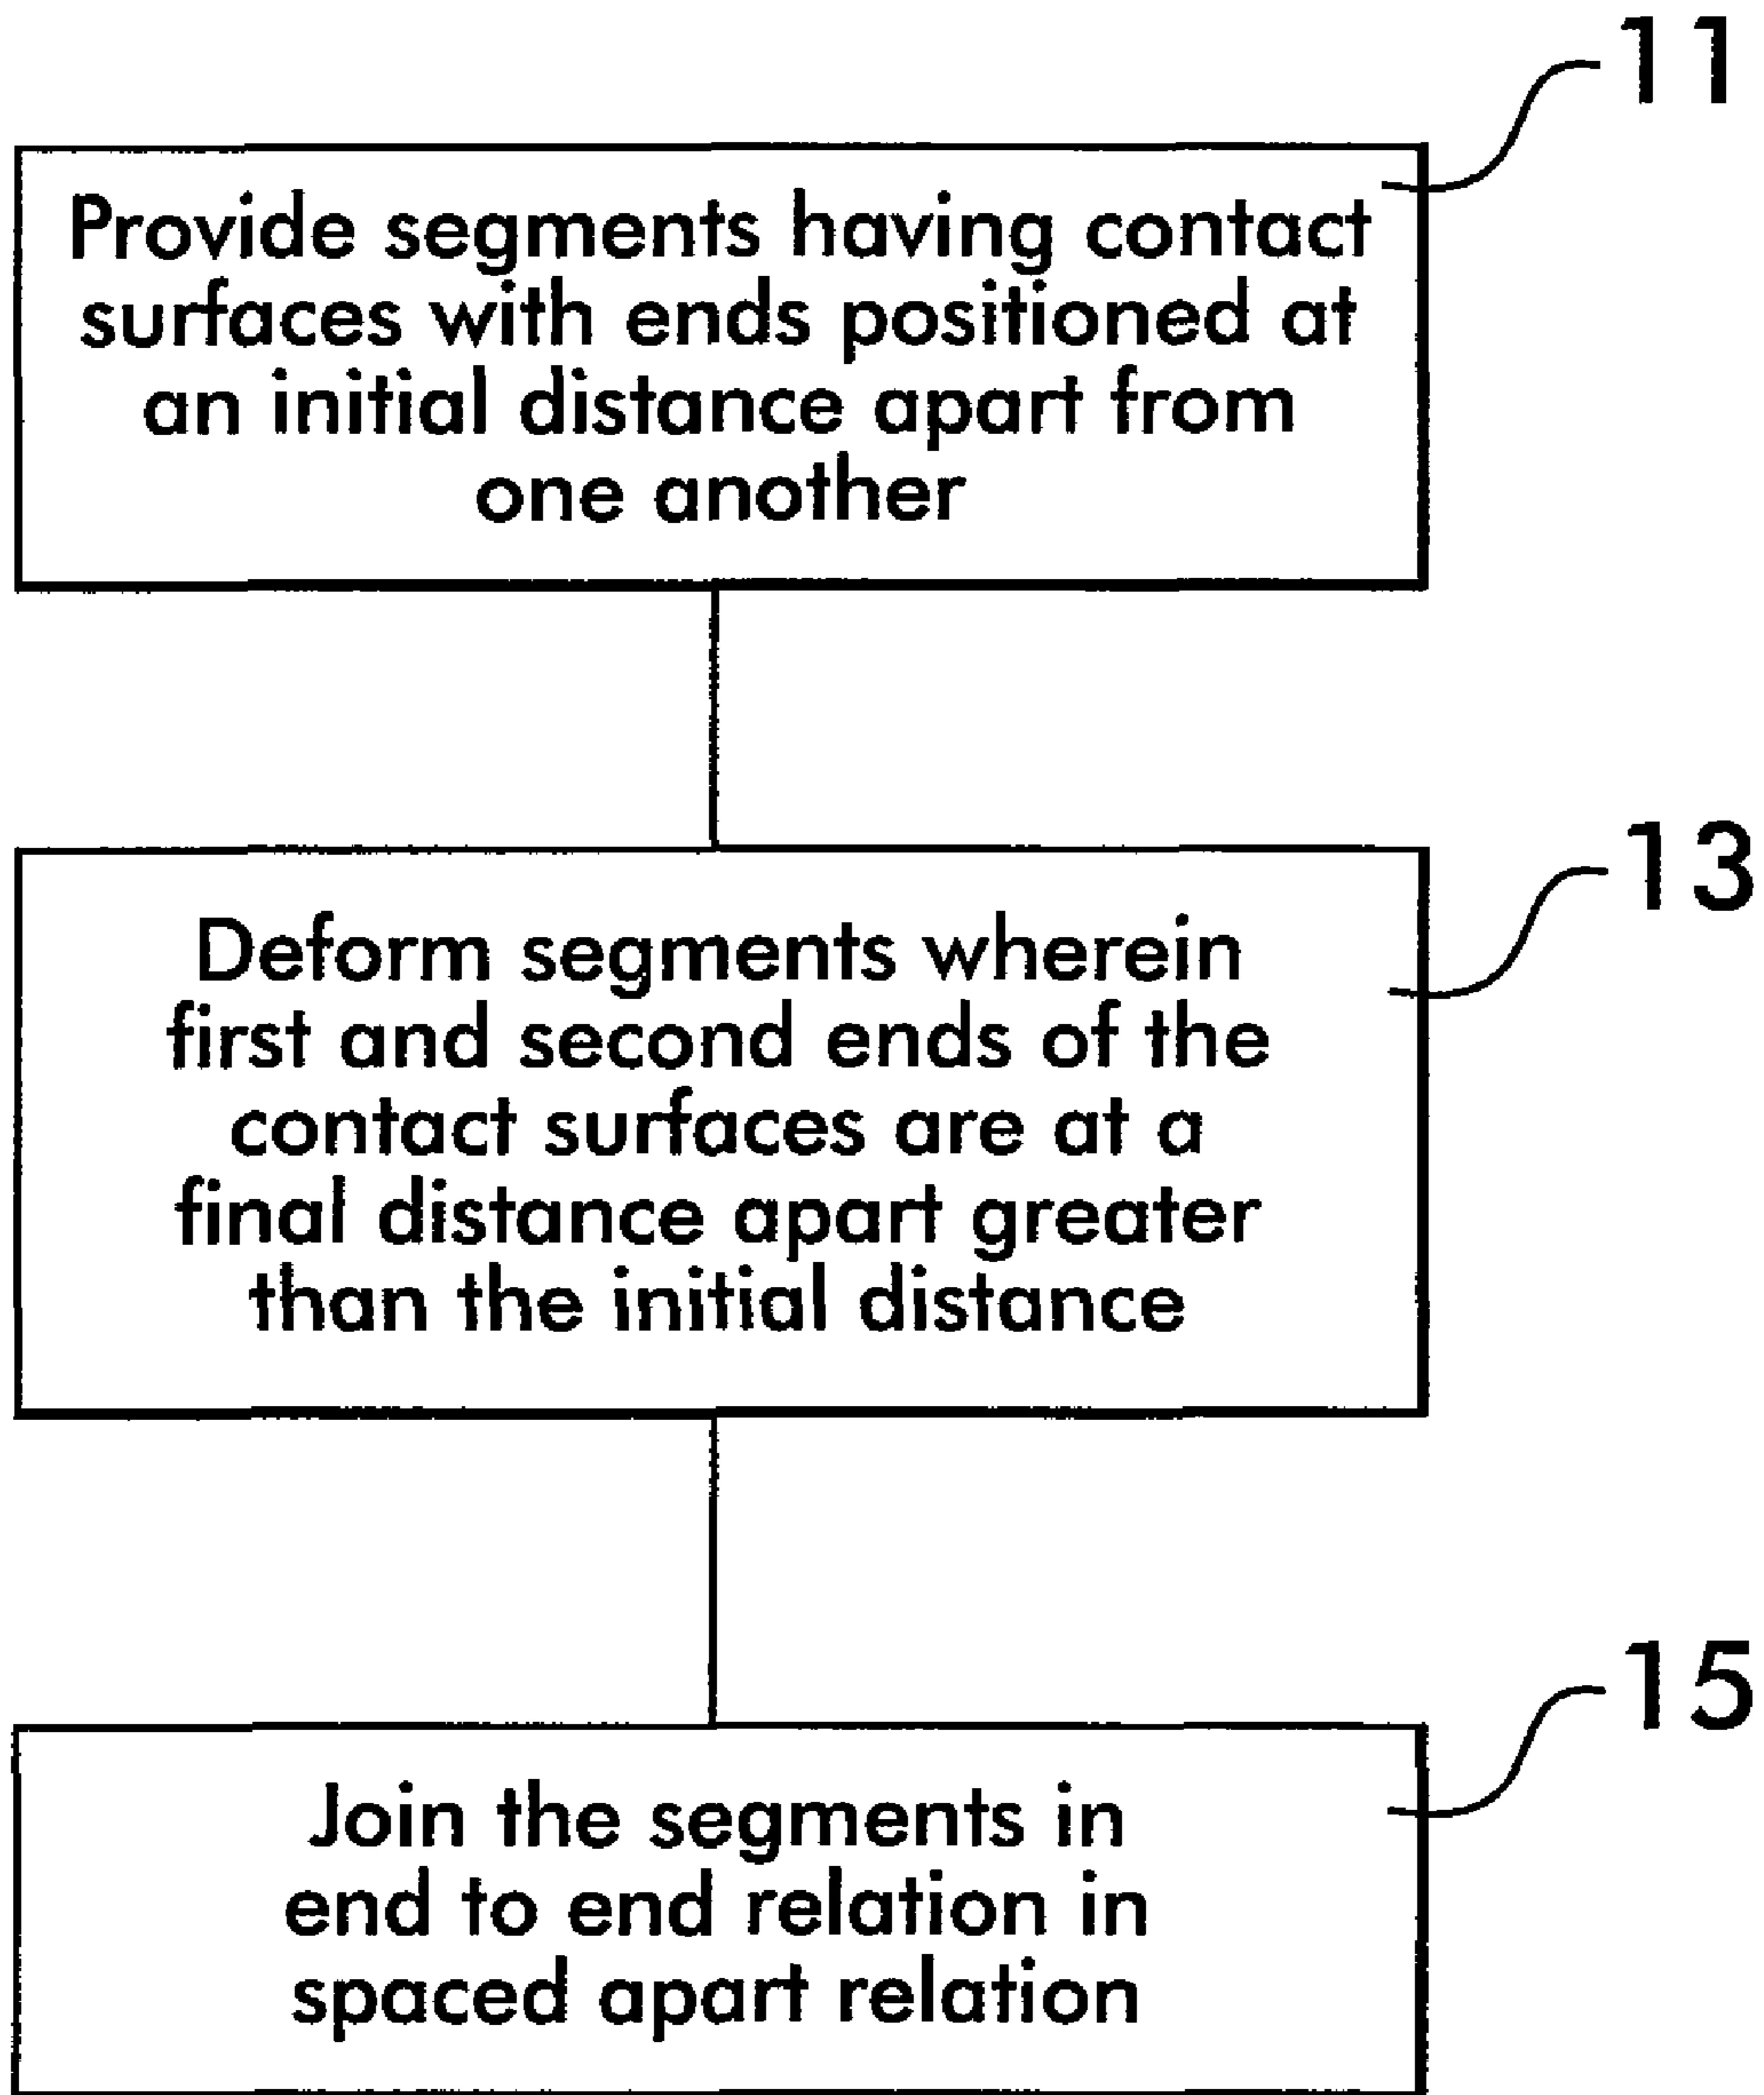 11
Provide segments having contact
surfaces with ends positioned at
an initial distance apart from
one another
13
Deform segments wherein
first and second ends of the
contact surfaces are at a
final distance apart greater
than the initial distance
15
Join the segments in
end to end relation in
spaced apart relation